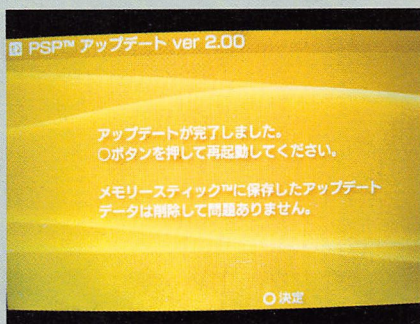 PSP™ アップデート ver 2.00
アップデートが完了しました。
○ボタンを押して再起動してください。
メモリースティック™に保存したアップデート
データは削除して問題ありません。
○決定